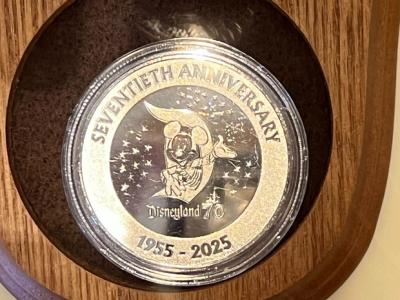 SEVENTIETH ANNIVERSARY
Disneyland 70
1955 - 2025